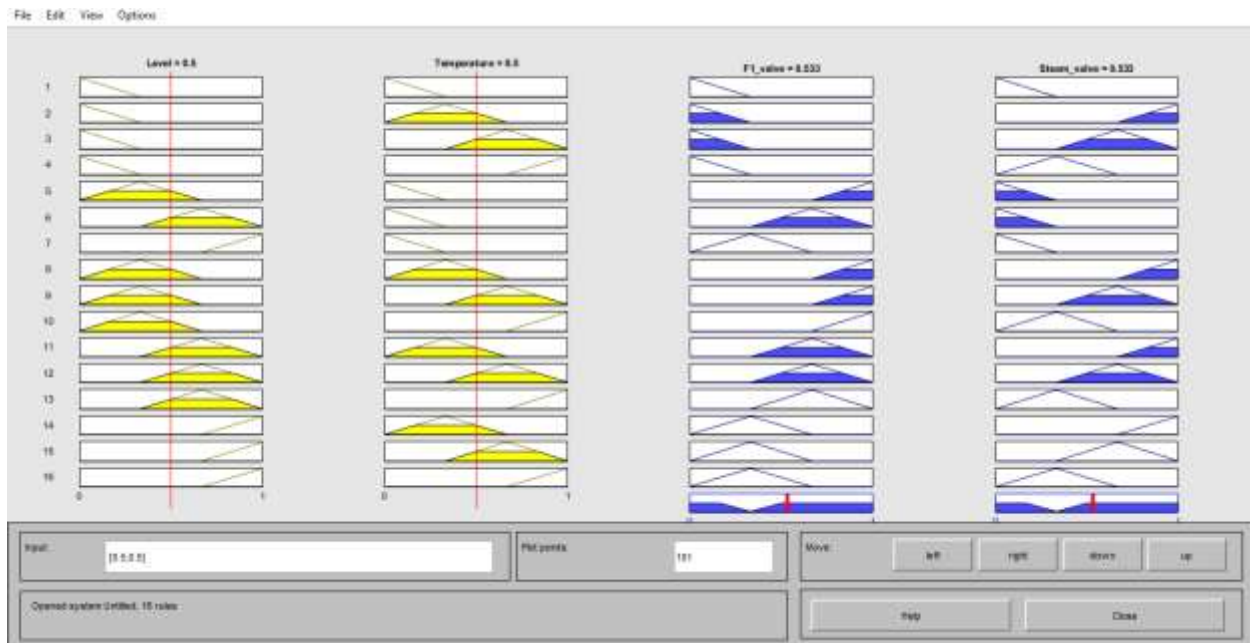 File Edit View Options
Level = 0.5 Temperature = 0.5 F1_valve = 0.533 Steam_valve = 0.533
1
2
3
4
5
6
7
8
9
10
11
12
13
14
15
16
0 1 0 1
Input: [0.5;0.5] Plot points: 101 Move: left right down up
Opened system Untitled, 16 rules
Help Close